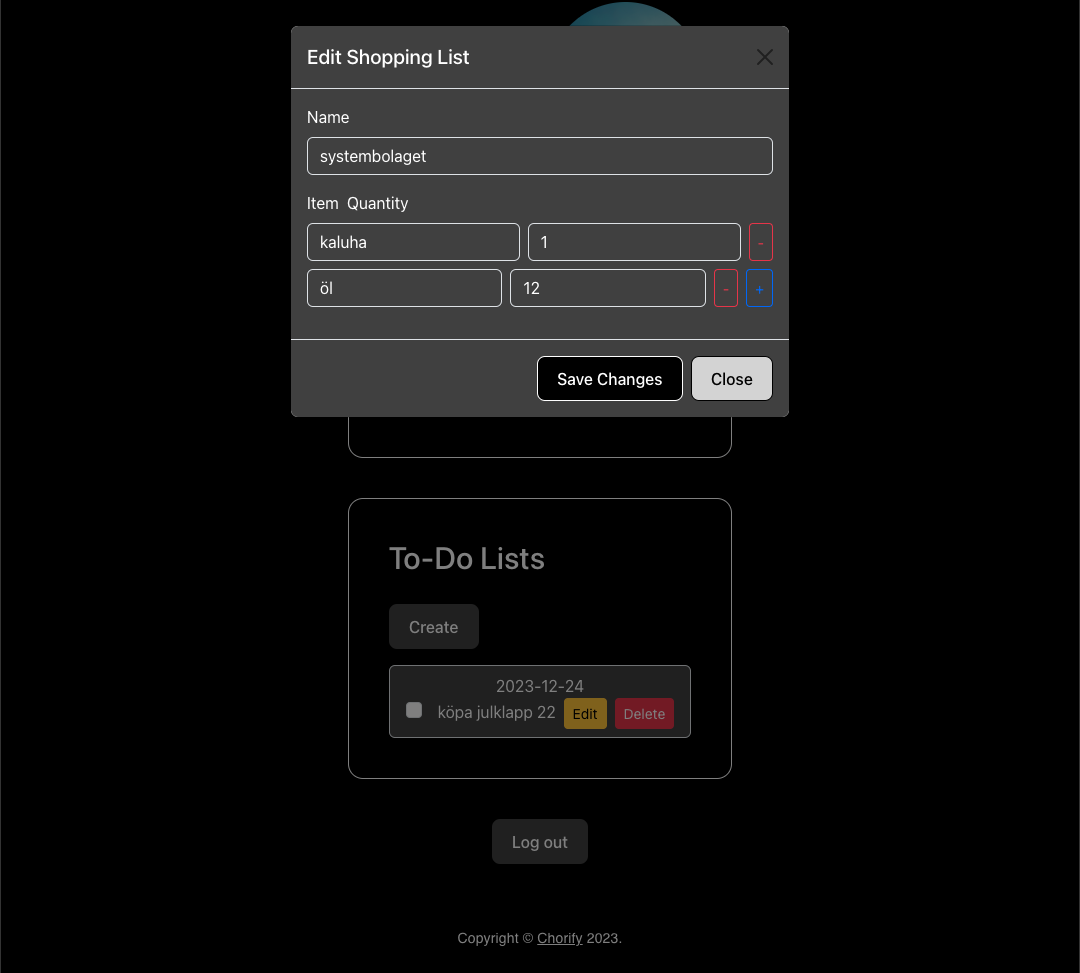 Edit Shopping List
Name
systembolaget
Item Quantity
kaluha 1 -
öl 12 - +
Save Changes Close
To-Do Lists
Create
2023-12-24
köpa julklapp 22 Edit Delete
Log out
Copyright © Chorify 2023.